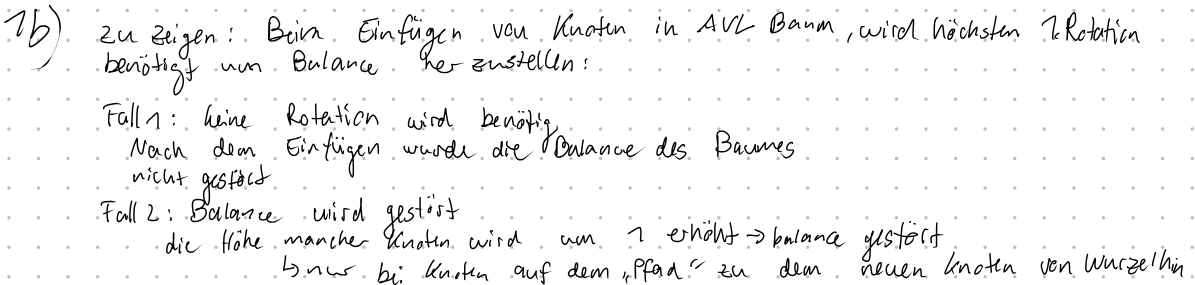 1b) zu zeigen: Beim Einfügen von Knoten in AVL Baum, wird höchsten 1 Rotation
benötigt um Balance herzustellen:
Fall 1: keine Rotation wird benötig
Nach dem Einfügen wurde die Balance des Baumes
nicht gestört
Fall 2: Balance wird gestört
die Höhe mancher Knoten wird um 1 erhöht → balance gestört
↳ nur bei Knoten auf dem „Pfad“ zu dem neuen Knoten von Wurzel hin